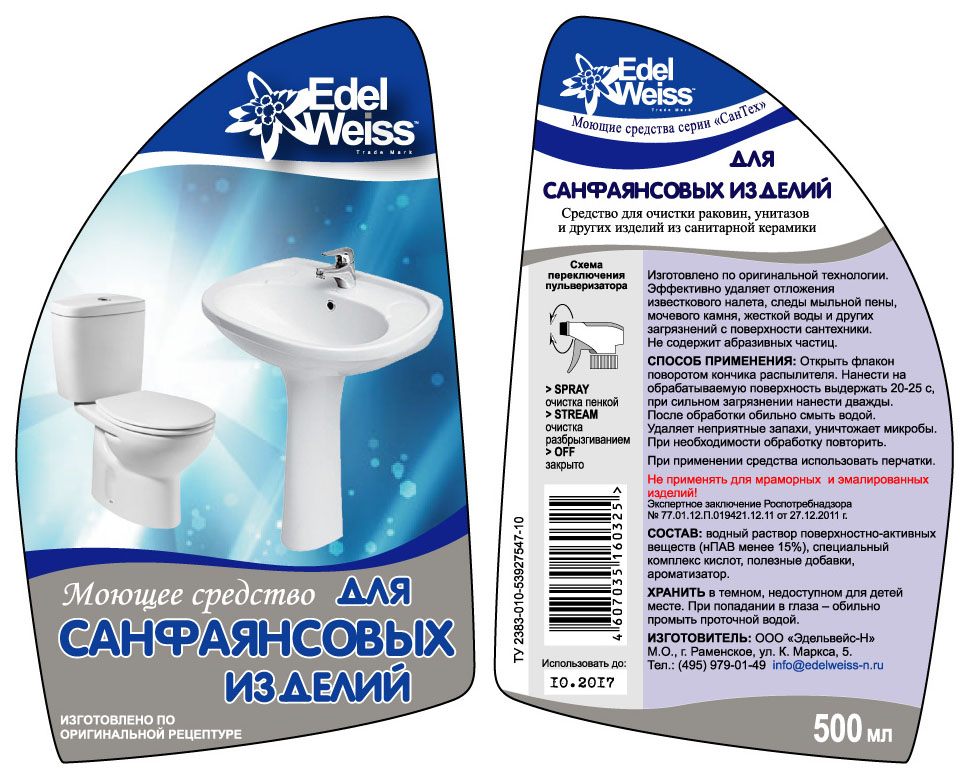 Edel
Weiss™
Trade Mark
Моющее средство ДЛЯ
САНФАЯНСОВЫХ
ИЗДЕЛИЙ
ИЗГОТОВЛЕНО ПО
ОРИГИНАЛЬНОЙ РЕЦЕПТУРЕ
Edel
Weiss™
Trade Mark
Моющие средства серии «СанТех»
ДЛЯ
САНФАЯНСОВЫХ ИЗДЕЛИЙ
Средство для очистки раковин, унитазов
и других изделий из санитарной керамики
Схема
переключения
пульверизатора
> SPRAY
очистка пенкой
> STREAM
очистка
разбрызгиванием
> OFF
закрыто
ТУ 2383-010-53927547-10
4 607035 160325 >
Использовать до:
10.2017
Изготовлено по оригинальной технологии.
Эффективно удаляет отложения
известкового налета, следы мыльной пены,
мочевого камня, жесткой воды и других
загрязнений с поверхности сантехники.
Не содержит абразивных частиц.
СПОСОБ ПРИМЕНЕНИЯ: Открыть флакон
поворотом кончика распылителя. Нанести на
обрабатываемую поверхность выдержать 20-25 с,
при сильном загрязнении нанести дважды.
После обработки обильно смыть водой.
Удаляет неприятные запахи, уничтожает микробы.
При необходимости обработку повторить.
При применении средства использовать перчатки.
Не применять для мраморных и эмалированных
изделий!
Экспертное заключение Роспотребнадзора
№ 77.01.12.П.019421.12.11 от 27.12.2011 г.
СОСТАВ: водный раствор поверхностно-активных
веществ (нПАВ менее 15%), специальный
комплекс кислот, полезные добавки,
ароматизатор.
ХРАНИТЬ в темном, недоступном для детей
месте. При попадании в глаза – обильно
промыть проточной водой.
ИЗГОТОВИТЕЛЬ: ООО «Эдельвейс-Н»
М.О., г. Раменское, ул. К. Маркса, 5.
Тел.: (495) 979-01-49 info@edelweiss-n.ru
500 мл